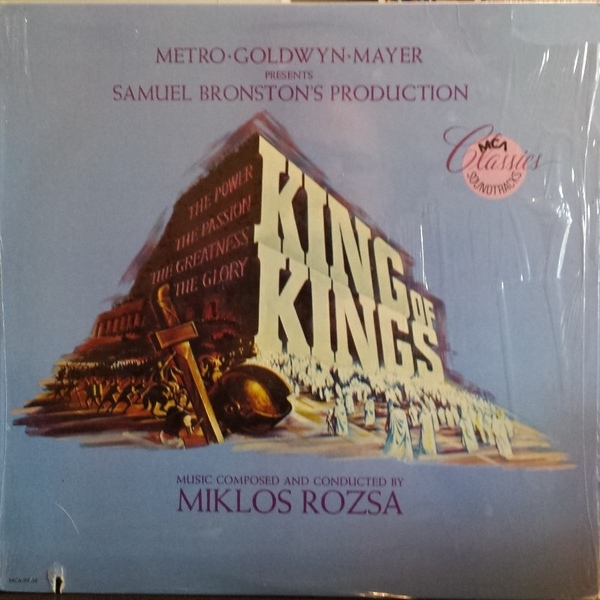 METRO·GOLDWYN·MAYER
PRESENTS
SAMUEL BRONSTON'S PRODUCTION
MCA
Classics
SOUNDTRACKS
THE POWER
THE PASSION
THE GREATNESS
THE GLORY
KING OF
KINGS
MUSIC COMPOSED AND CONDUCTED BY
MIKLOS ROZSA